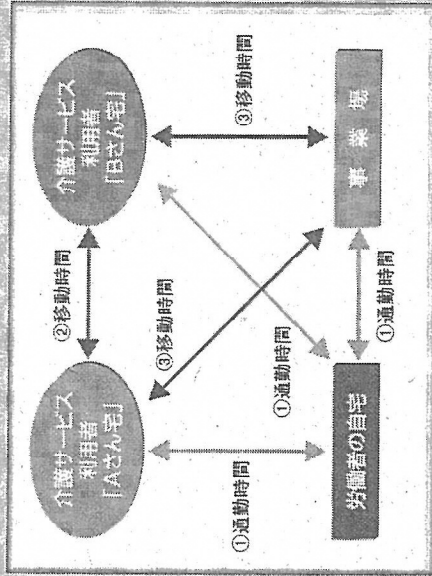 介護サービス
利用者
「Aさん宅」
②移動時間
介護サービス
利用者
「Bさん宅」
①通勤時間
③移動時間
①通勤時間
③移動時間
労働者の自宅
①通勤時間
事業場